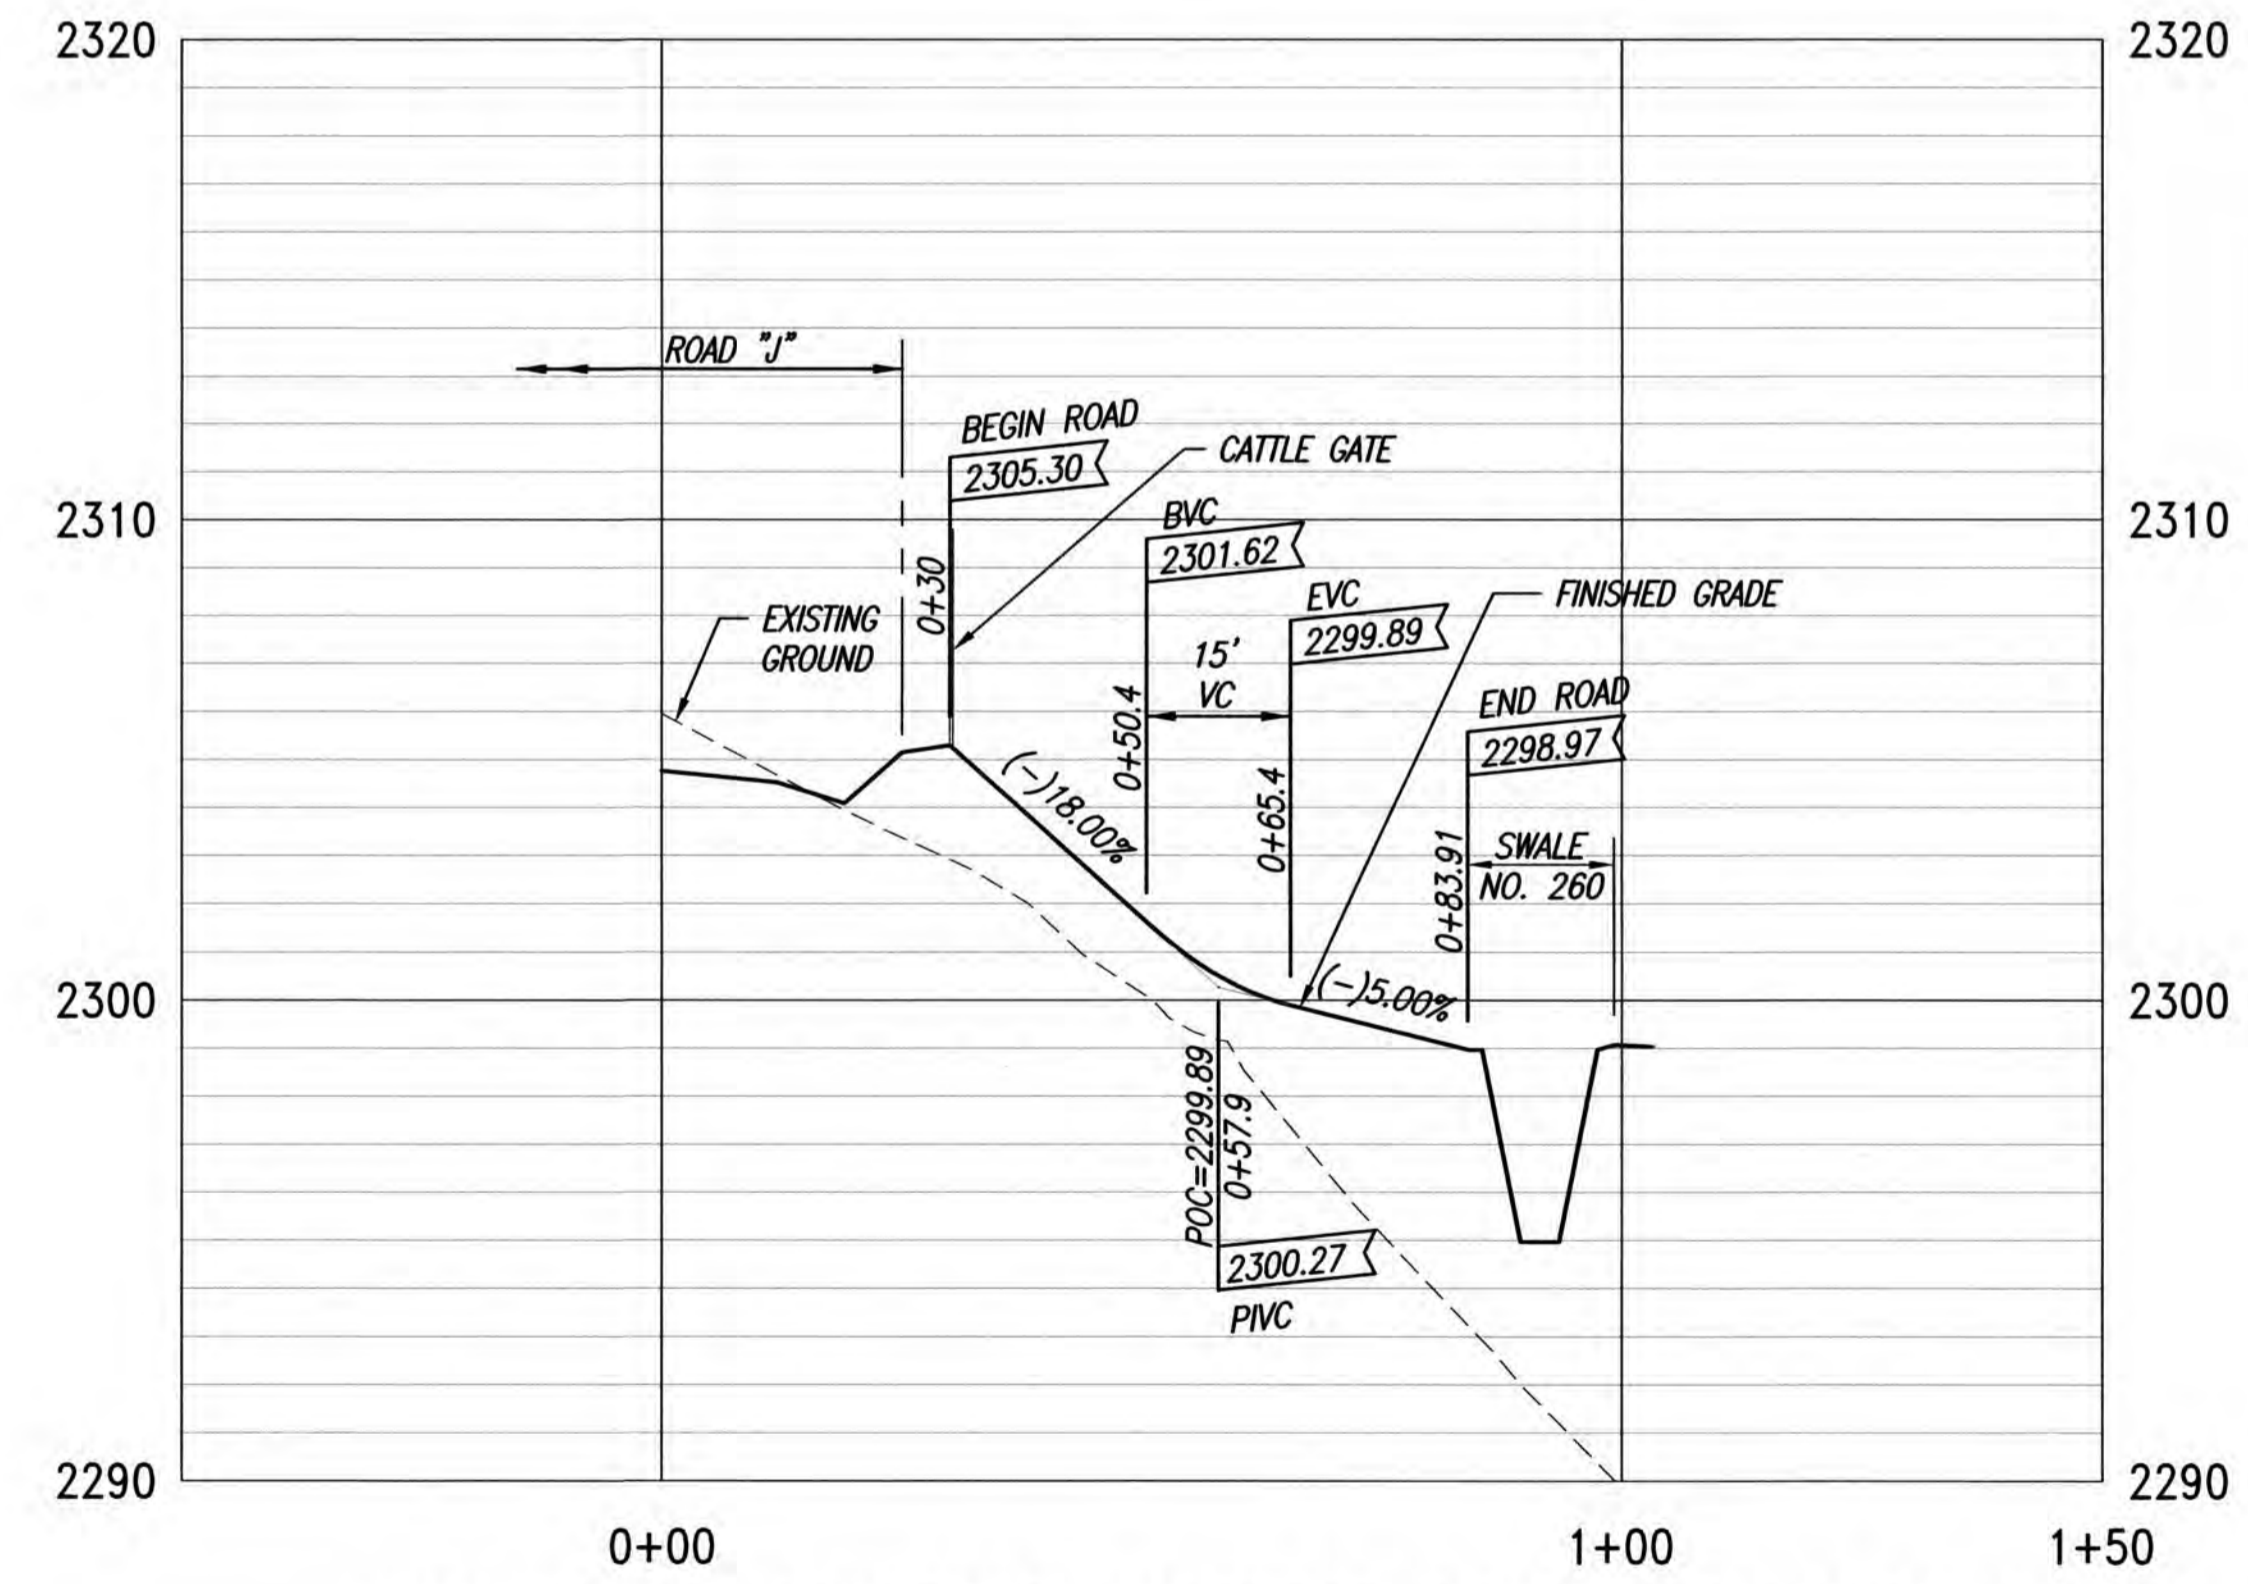 2320
2320
ROAD "J"
BEGIN ROAD
2305.30
CATTLE GATE
2310
2310
BVC
2301.62
0+30
EXISTING
GROUND
EVC
2299.89
FINISHED GRADE
15'
VC
0+50.4
END ROAD
2298.97
(-)18.00%
0+65.4
0+83.91
SWALE
NO. 260
2300
2300
(-)5.00%
POC=2299.89
0+57.9
2300.27
PIVC
2290
2290
0+00
1+00
1+50